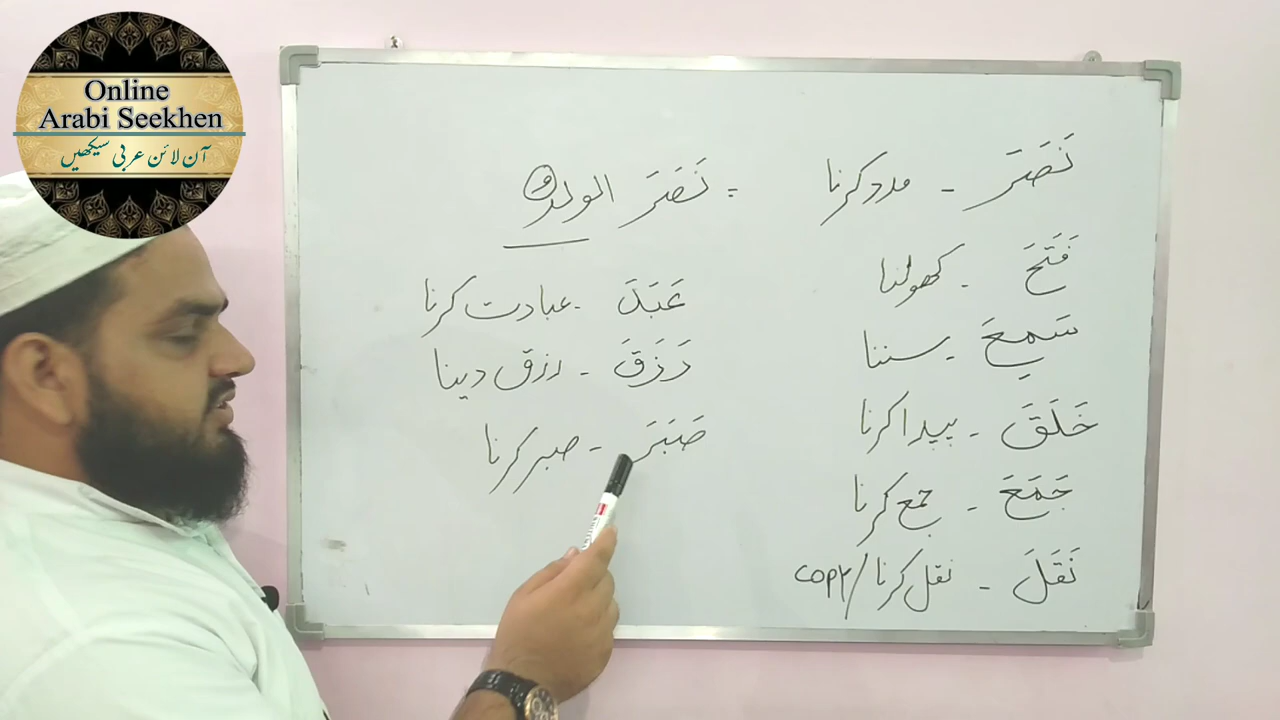 Online
Arabi Seekhen
آن لائن عربی سیکھیں
نَصَرَ - مدد کرنا : نَصَرَ الولدُ
فَتَحَ - کھولنا
سَمِعَ - سننا
خَلَقَ - پیدا کرنا
جَمَعَ - جمع کرنا
نَقَلَ - نقل کرنا / copy
عَبَدَ - عبادت کرنا
رَزَقَ - رزق دینا
صَبَرَ - صبر کرنا